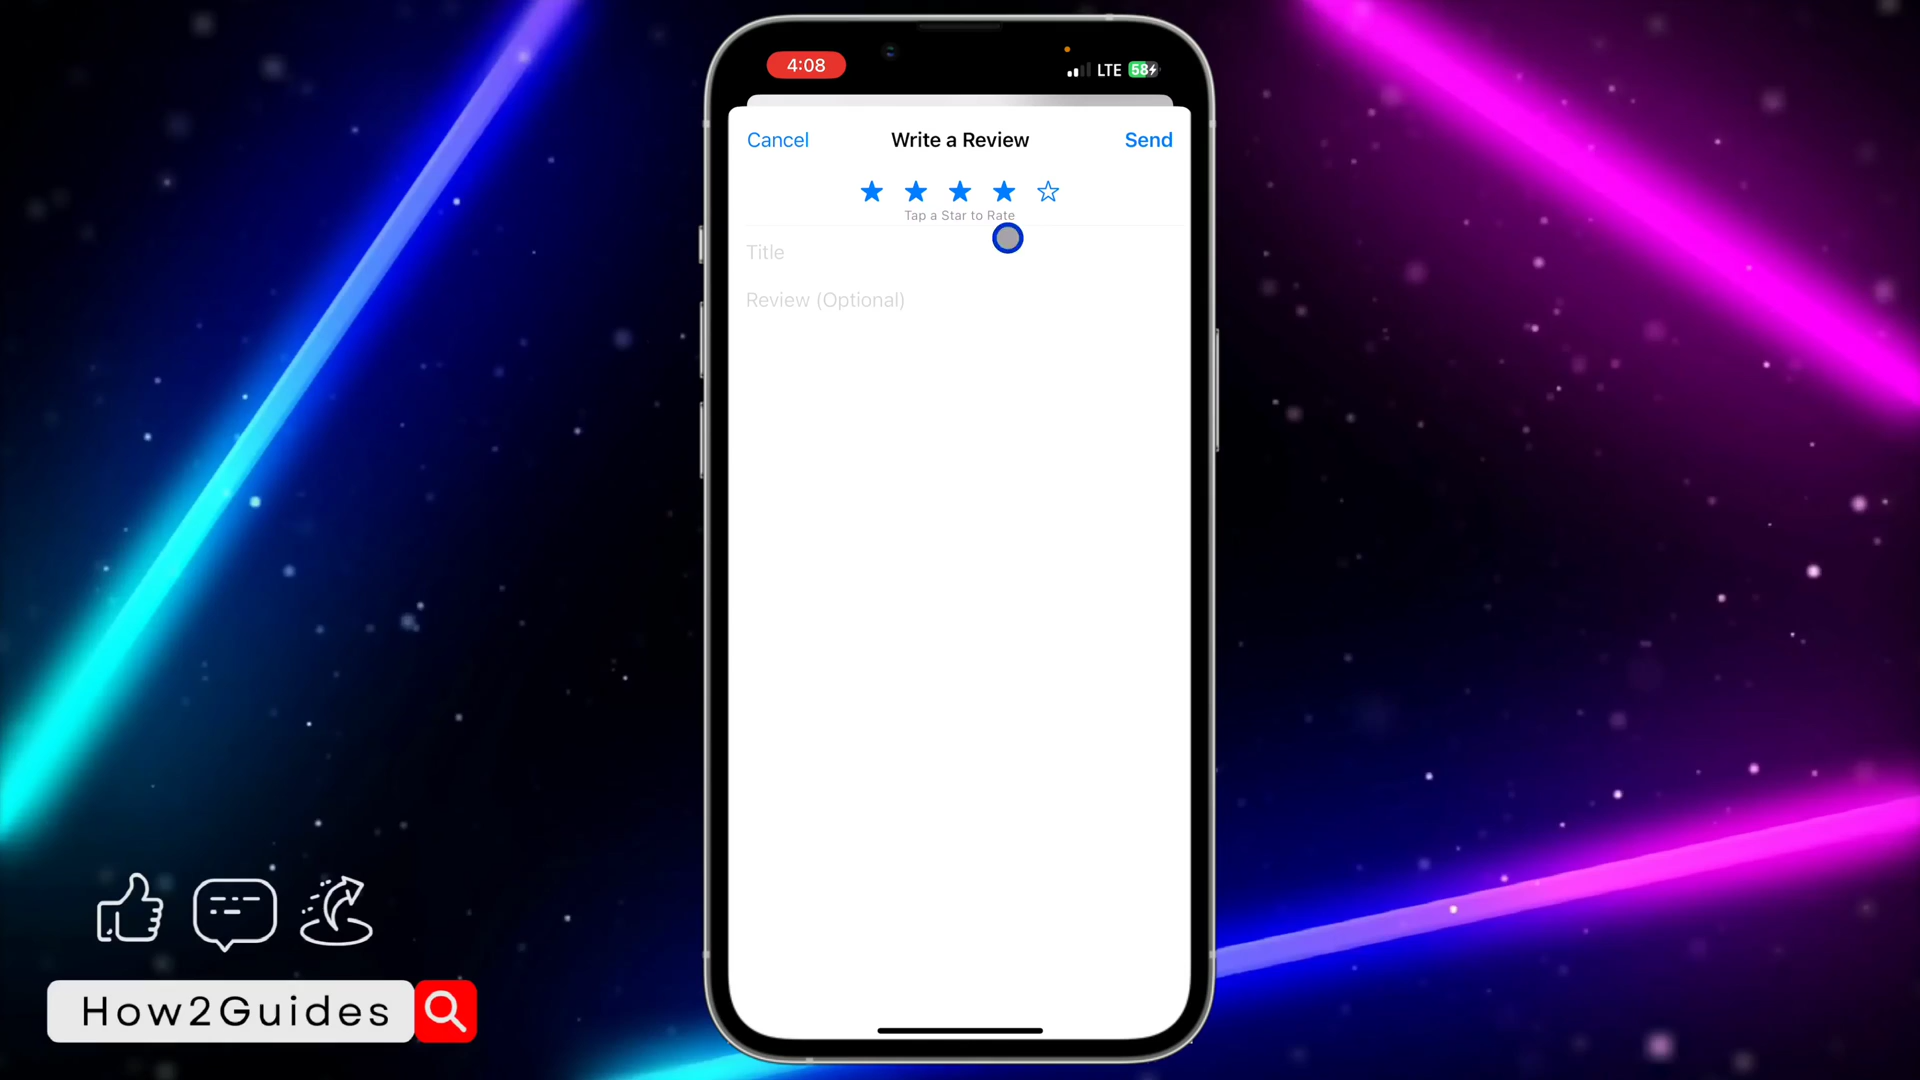 4:08
LTE 58
Cancel Write a Review Send
Tap a Star to Rate
Title
Review (Optional)
How2Guides